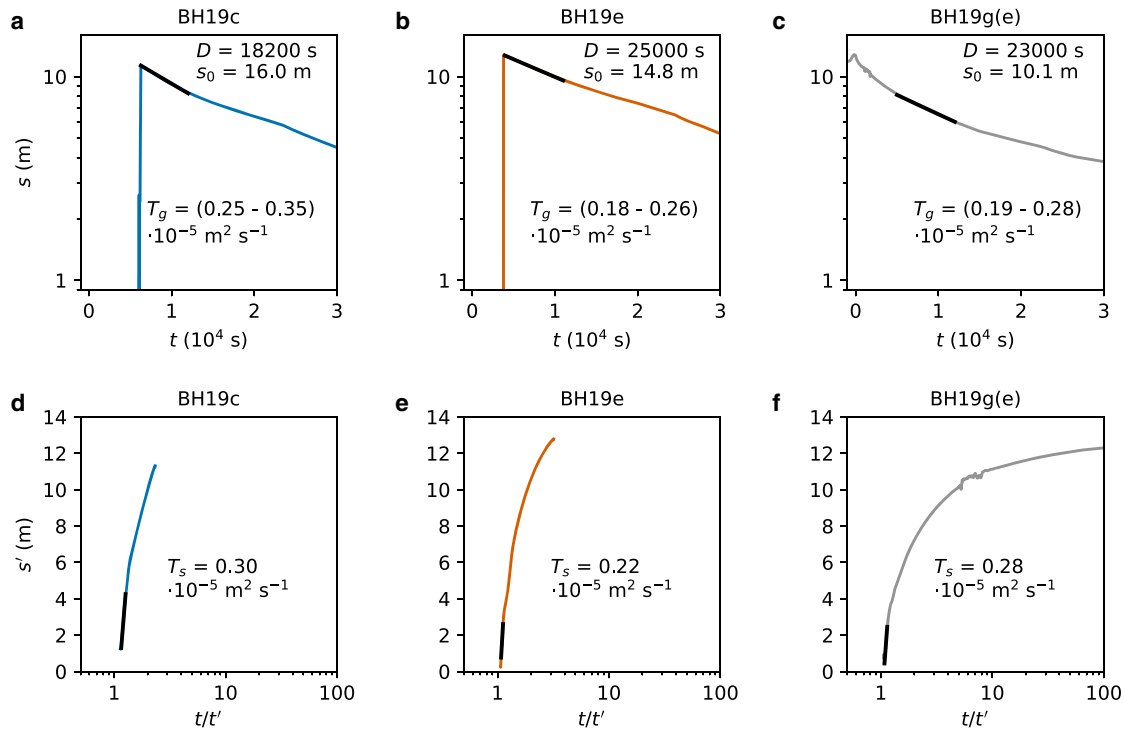 a BH19c
b BH19e
c BH19g(e)
D = 18200 s
s₀ = 16.0 m
D = 25000 s
s₀ = 14.8 m
D = 23000 s
s₀ = 10.1 m
10
10
10
s (m)
T_g = (0.25 - 0.35)
·10⁻⁵ m² s⁻¹
T_g = (0.18 - 0.26)
·10⁻⁵ m² s⁻¹
T_g = (0.19 - 0.28)
·10⁻⁵ m² s⁻¹
1
1
1
0 1 2 3
0 1 2 3
0 1 2 3
t (10⁴ s)
t (10⁴ s)
t (10⁴ s)
d BH19c
e BH19e
f BH19g(e)
14
12
10
8
6
4
2
0
s′ (m)
T_s = 0.30
·10⁻⁵ m² s⁻¹
1 10 100
t/t′
14
12
10
8
6
4
2
0
T_s = 0.22
·10⁻⁵ m² s⁻¹
1 10 100
t/t′
14
12
10
8
6
4
2
0
T_s = 0.28
·10⁻⁵ m² s⁻¹
1 10 100
t/t′